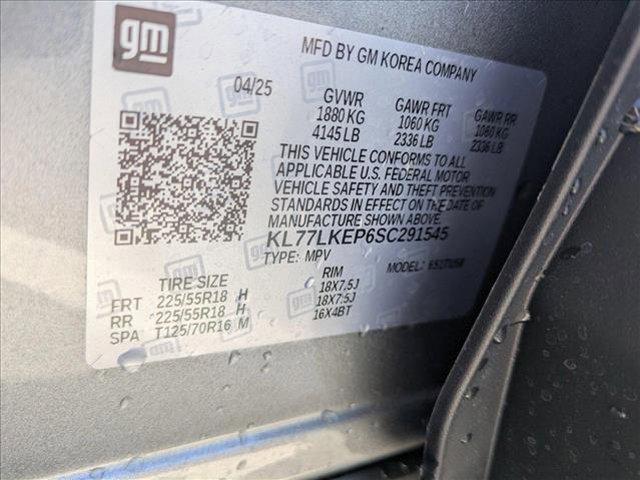 gm
MFD BY GM KOREA COMPANY
04/25
GVWR GAWR FRT GAWR RR
1880 KG 1060 KG 1060 KG
4145 LB 2336 LB 2336 LB
THIS VEHICLE CONFORMS TO ALL
APPLICABLE U.S. FEDERAL MOTOR
VEHICLE SAFETY AND THEFT PREVENTION
STANDARDS IN EFFECT ON THE DATE OF
MANUFACTURE SHOWN ABOVE.
KL77LKEP6SC291545
TYPE: MPV MODEL:
TIRE SIZE RIM
FRT 225/55R18 H 18X7.5J
RR 225/55R18 H 18X7.5J
SPA T125/70R16 M 16X4BT